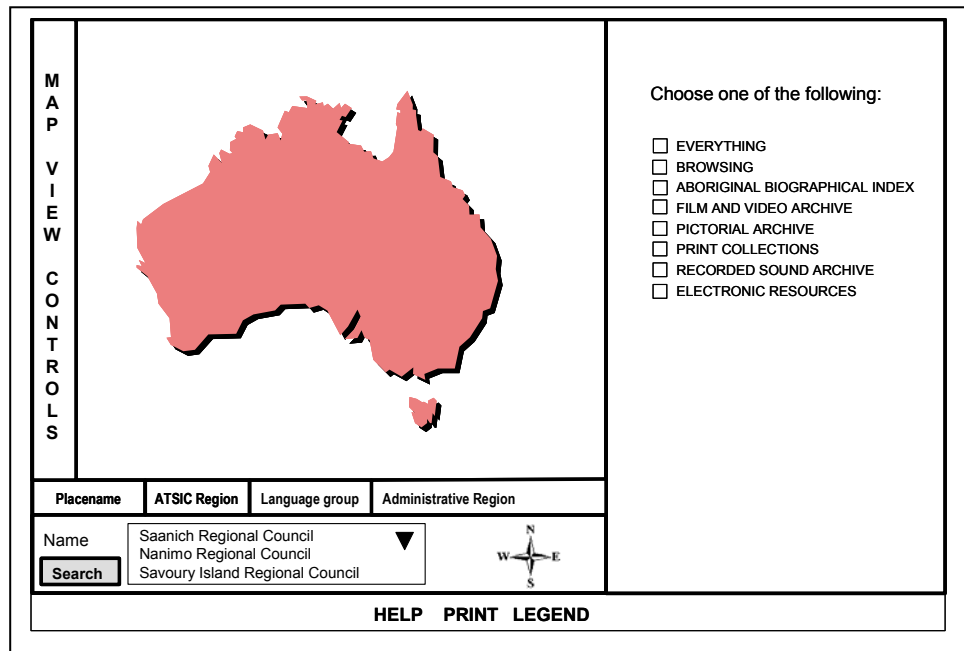 MAP VIEW CONTROLS
Choose one of the following:
EVERYTHING
BROWSING
ABORIGINAL BIOGRAPHICAL INDEX
FILM AND VIDEO ARCHIVE
PICTORIAL ARCHIVE
PRINT COLLECTIONS
RECORDED SOUND ARCHIVE
ELECTRONIC RESOURCES
Placename ATSIC Region Language group Administrative Region
Name
Search
Saanich Regional Council
Nanimo Regional Council
Savoury Island Regional Council
N
W E
S
HELP PRINT LEGEND